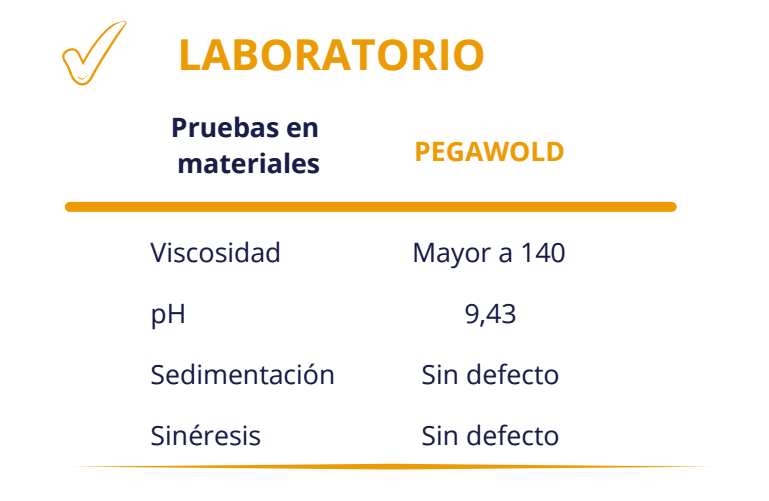 LABORATORIO
Pruebas en
materiales
PEGAWOLD
Viscosidad Mayor a 140
pH 9,43
Sedimentación Sin defecto
Sinéresis Sin defecto